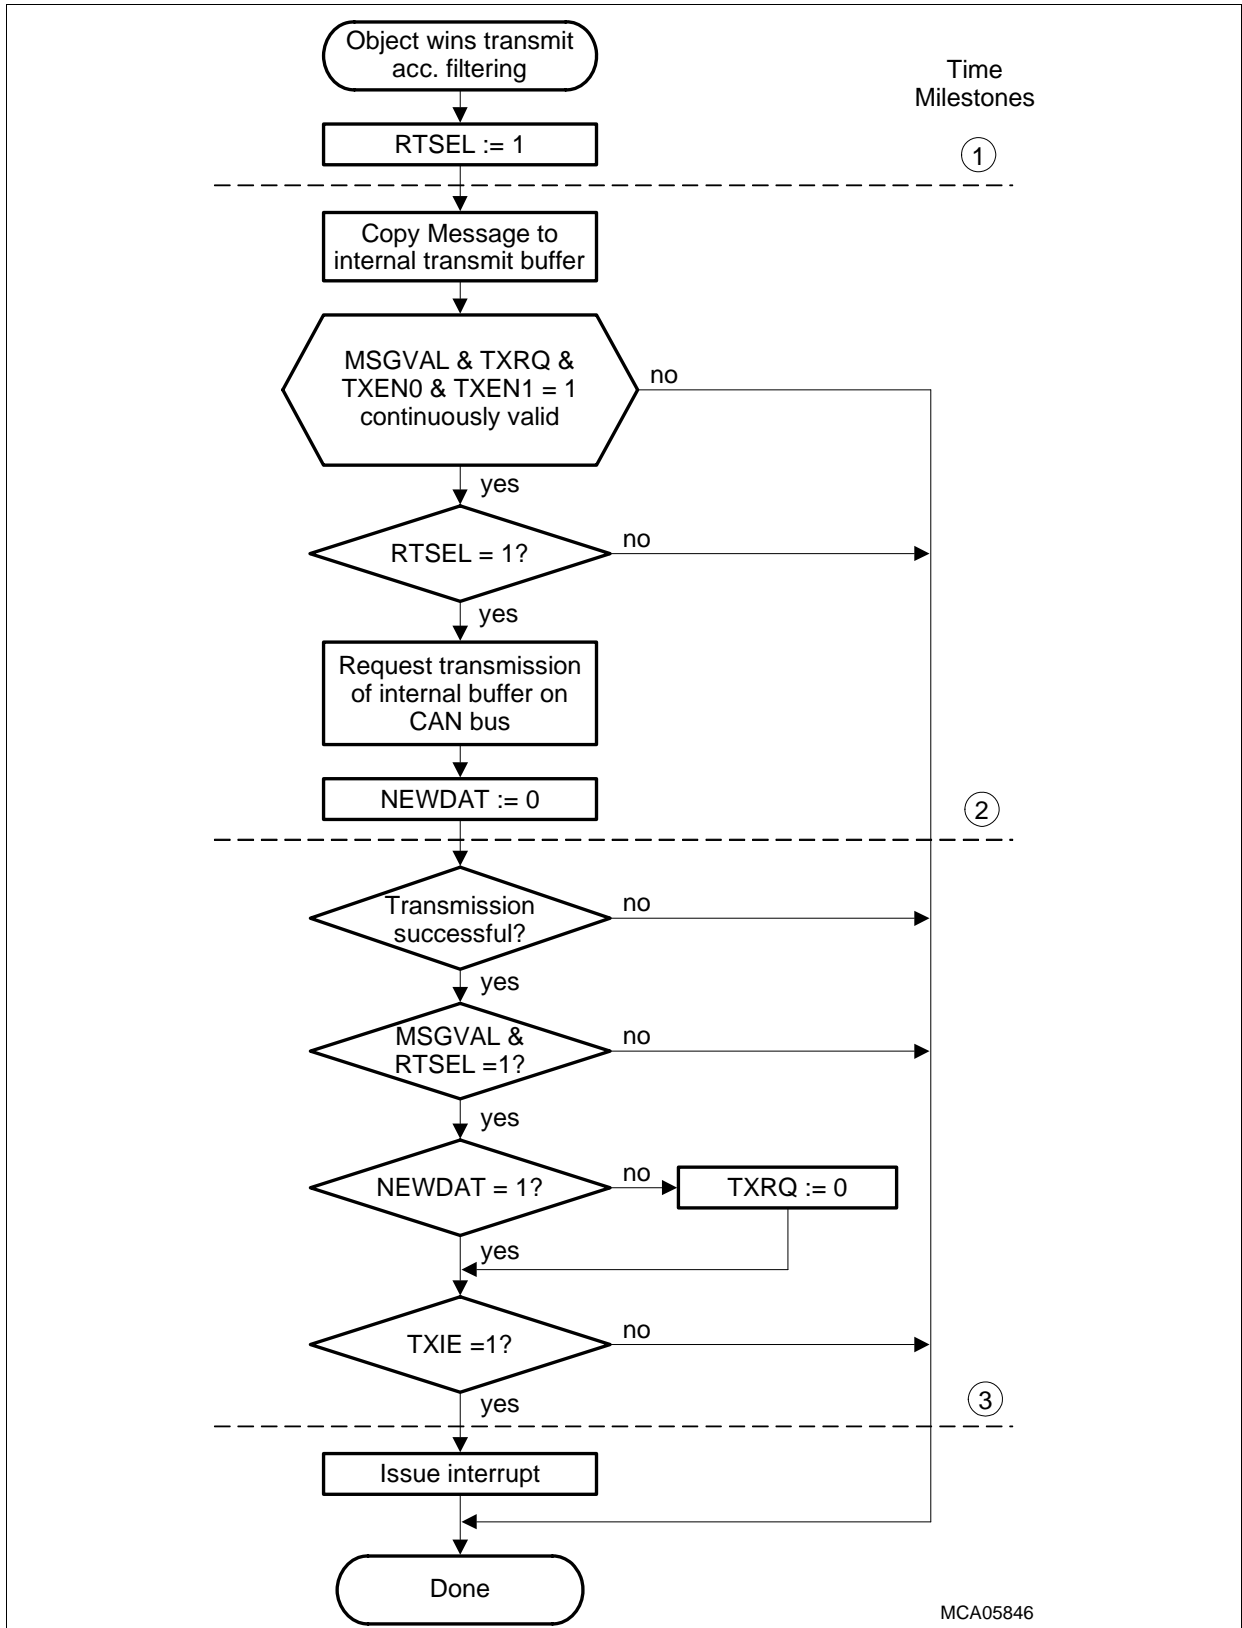 Object wins transmit
acc. filtering
Time
Milestones
RTSEL := 1
1
Copy Message to
internal transmit buffer
MSGVAL & TXRQ &
TXEN0 & TXEN1 = 1
continuously valid
no
yes
RTSEL = 1?
no
yes
Request transmission
of internal buffer on
CAN bus
NEWDAT := 0
2
Transmission
successful?
no
yes
MSGVAL &
RTSEL =1?
no
yes
NEWDAT = 1?
no
TXRQ := 0
yes
TXIE =1?
no
yes
3
Issue interrupt
Done
MCA05846